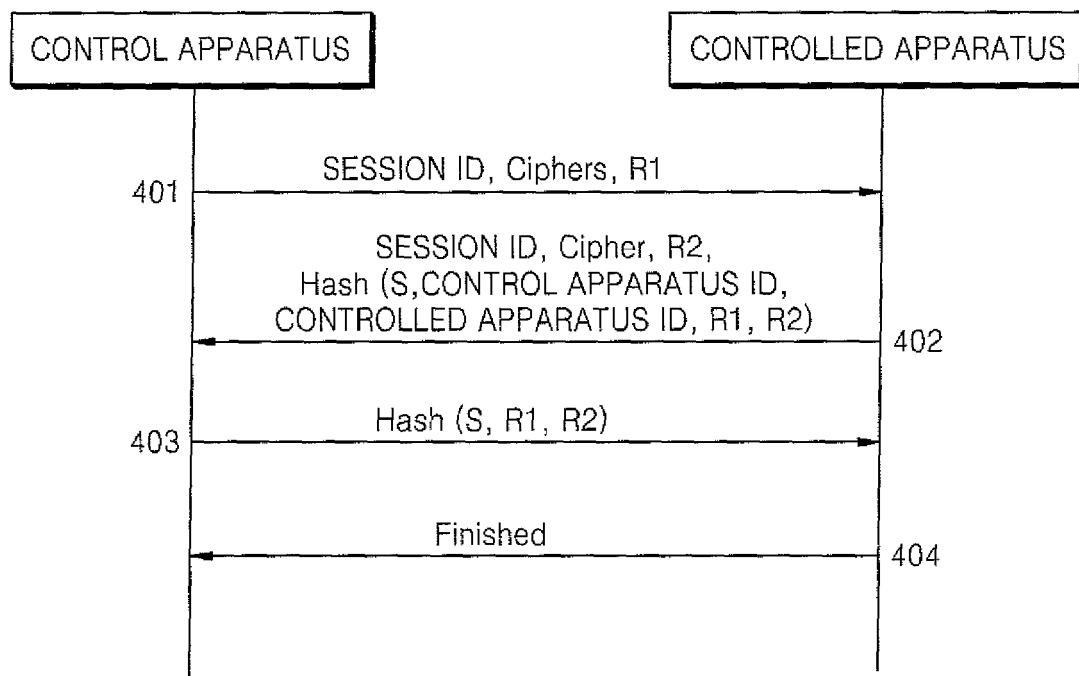 CONTROL APPARATUS
CONTROLLED APPARATUS
SESSION ID, Ciphers, R1
401
SESSION ID, Cipher, R2,
Hash (S,CONTROL APPARATUS ID,
CONTROLLED APPARATUS ID, R1, R2)
402
Hash (S, R1, R2)
403
Finished
404